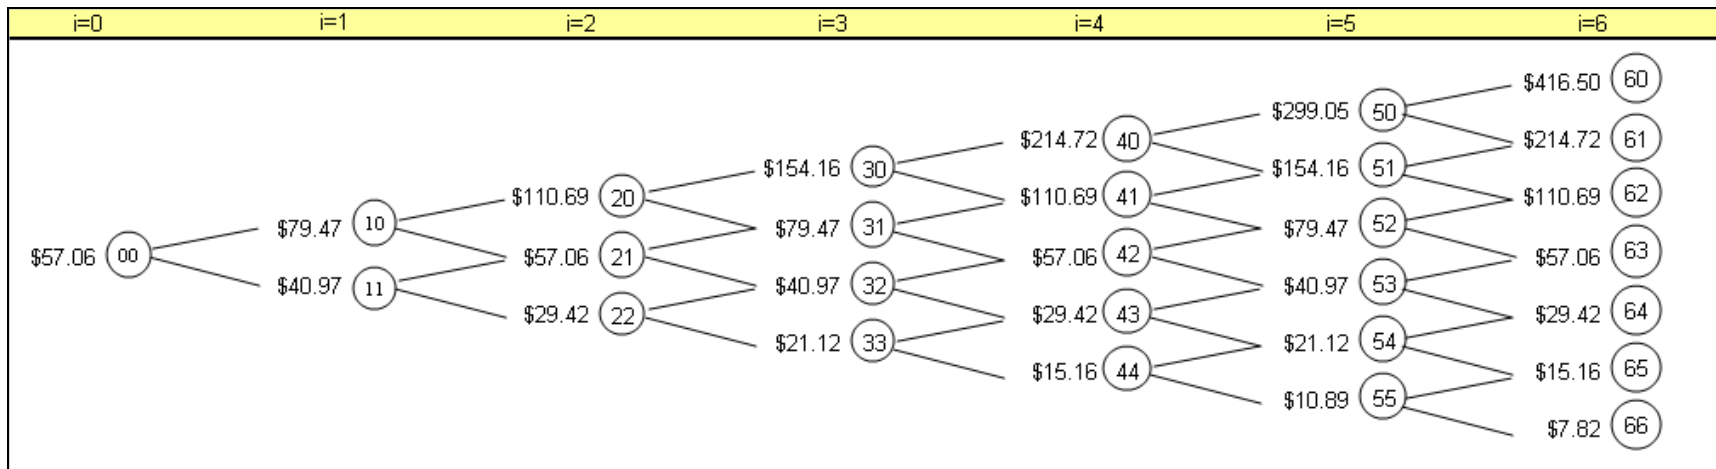 i=0 i=1 i=2 i=3 i=4 i=5 i=6
$416.50 60
$299.05 50
$214.72 40 $214.72 61
$154.16 30 $154.16 51
$110.69 20 $110.69 41 $110.69 62
$79.47 10 $79.47 31 $79.47 52
$57.06 00 $57.06 21 $57.06 42 $57.06 63
$40.97 11 $40.97 32 $40.97 53
$29.42 22 $29.42 43 $29.42 64
$21.12 33 $21.12 54
$15.16 44 $15.16 65
$10.89 55
$7.82 66